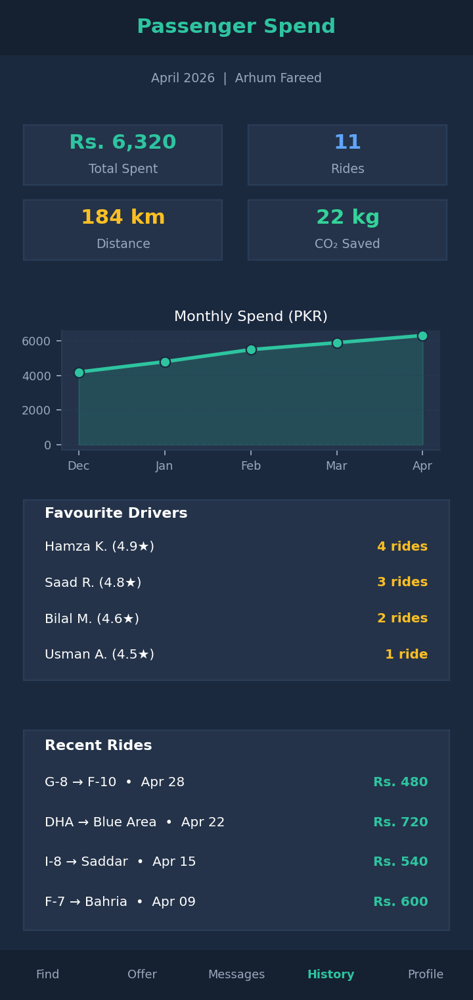 Passenger Spend
April 2026 | Arhum Fareed
Rs. 6,320
Total Spent
11
Rides
184 km
Distance
22 kg
CO₂ Saved
Monthly Spend (PKR)
6000
4000
2000
0
Dec Jan Feb Mar Apr
Favourite Drivers
Hamza K. (4.9★) 4 rides
Saad R. (4.8★) 3 rides
Bilal M. (4.6★) 2 rides
Usman A. (4.5★) 1 ride
Recent Rides
G-8 → F-10 • Apr 28 Rs. 480
DHA → Blue Area • Apr 22 Rs. 720
I-8 → Saddar • Apr 15 Rs. 540
F-7 → Bahria • Apr 09 Rs. 600
Find Offer Messages History Profile